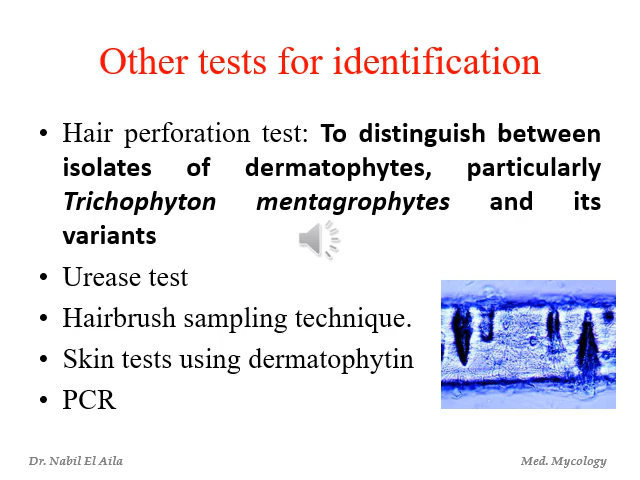 Other tests for identification
• Hair perforation test: To distinguish between
isolates of dermatophytes, particularly
Trichophyton mentagrophytes and its
variants
• Urease test
• Hairbrush sampling technique.
• Skin tests using dermatophytin
• PCR
Dr. Nabil El Aila
Med. Mycology